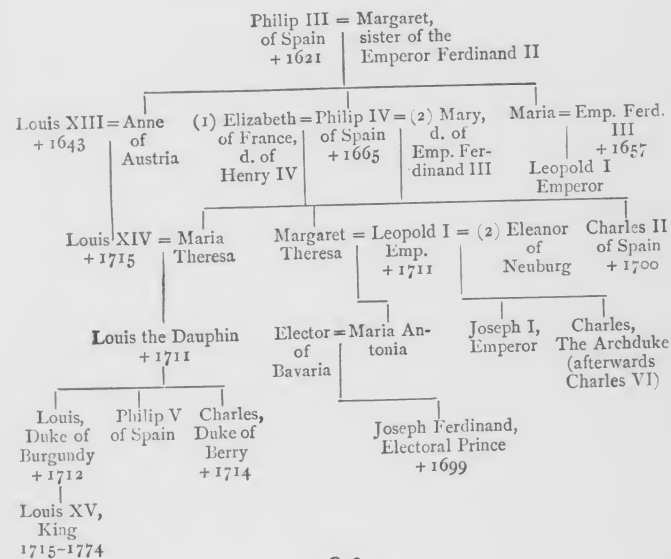 Philip III = Margaret,
of Spain sister of the
+ 1621 Emperor Ferdinand II
Louis XIII = Anne
+ 1643 of
Austria
(1) Elizabeth = Philip IV = (2) Mary,
of France, of Spain d. of
d. of + 1665 Emp. Fer-
Henry IV dinand III
Maria = Emp. Ferd.
III
+ 1657
Leopold I
Emperor
Louis XIV = Maria
+ 1715 Theresa
Margaret = Leopold I = (2) Eleanor
Theresa Emp. of
+ 1711 Neuburg
Charles II
of Spain
+ 1700
Louis the Dauphin
+ 1711
Elector = Maria An-
of tonia
Bavaria
Joseph I,
Emperor
Charles,
The Archduke
(afterwards
Charles VI)
Louis,
Duke of
Burgundy
+ 1712
Philip V
of Spain
Charles,
Duke of
Berry
+ 1714
Joseph Ferdinand,
Electoral Prince
+ 1699
Louis XV,
King
1715-1774